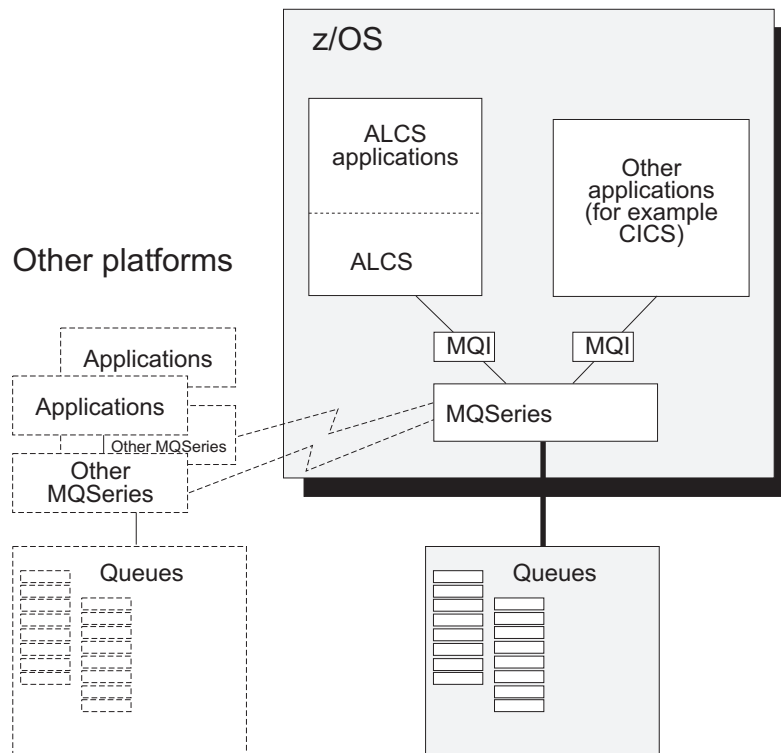 z/OS
ALCS
applications
ALCS
Other
applications
(for example
CICS)
MQI
MQI
MQSeries
Queues
Other platforms
Applications
Applications
Other MQSeries
Other
MQSeries
Queues